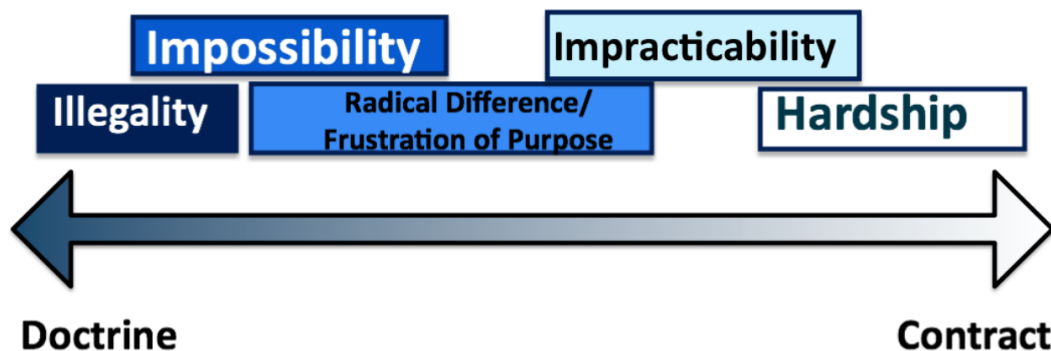 Impossibility
Impracticability
Illegality
Radical Difference/
Frustration of Purpose
Hardship
Doctrine
Contract